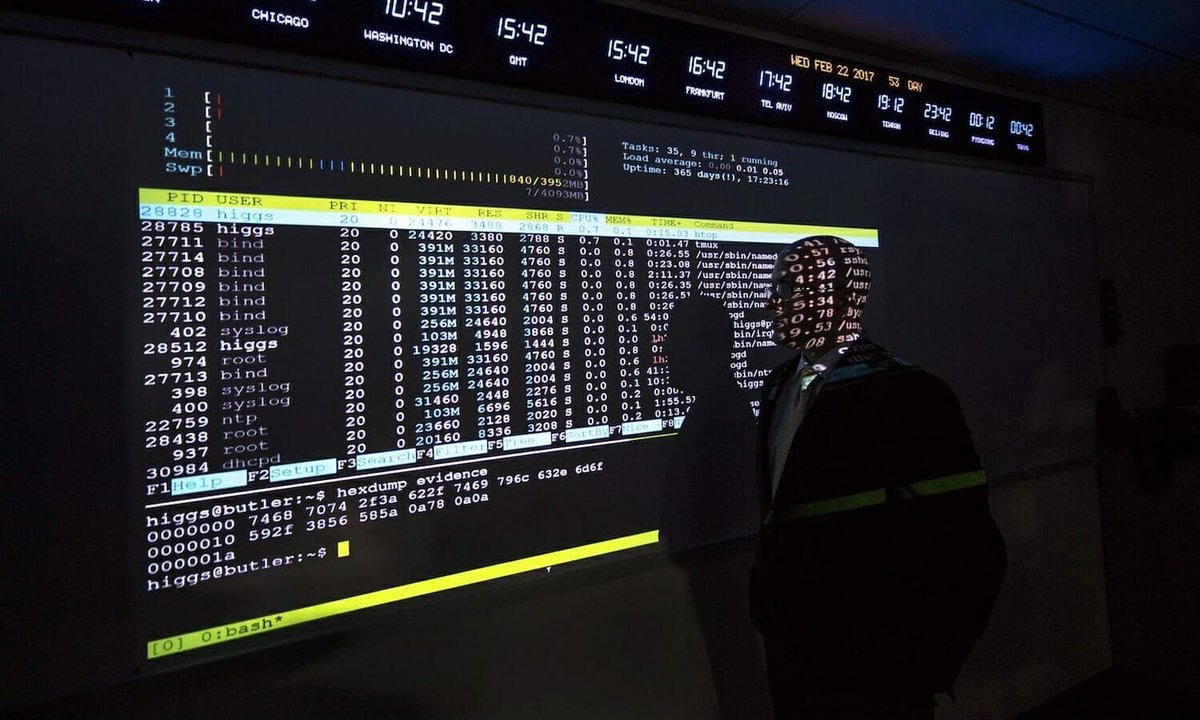 CHICAGO
10:42
WASHINGTON DC
15:42
GMT
15:42
LONDON
16:42
FRANKFURT
17:42
TEL AVIV
WED FEB 22 2017 53 DAY
18:42
MOSCOW
19:12
TEHRAN
23:42
BEIJING
00:12
PYONGYANG
00:42
TOKYO
1 [| 0.7%]
2 [| 0.7%]
3 [ 0.0%]
4 [ 0.0%]
Mem[ 840/3952MB]
Swp[| 7/4093MB]
Tasks: 35, 9 thr; 1 running
Load average: 0.00 0.01 0.05
Uptime: 365 days(!), 17:23:16
PID USER PRI NI VIRT RES SHR S CPU% MEM% TIME+ Command
28828 higgs 20 0 24476 3488 2868 R 0.7 0.1 0:15.03 htop
28785 higgs 20 0 24420 3380 2788 S 0.7 0.1 0:01.47 tmux
27711 bind 20 0 391M 33160 4760 S 0.0 0.8 0:26.55 /usr/sbin/named
27714 bind 20 0 391M 33160 4760 S 0.0 0.8 0:23.08 /usr/sbin/named
27708 bind 20 0 391M 33160 4760 S 0.0 0.8 2:11.37 /usr/sbin/named
27709 bind 20 0 391M 33160 4760 S 0.0 0.8 0:26.35 /usr/sbin/named
27712 bind 20 0 391M 33160 4760 S 0.0 0.8
27710 bind 20 0 391M 33160 4760 S 0.0 0.8
402 syslog 20 0 256M 24640 2004 S 0.0 0.6
28512 higgs 20 0 103M 4948 3868 S 0.0
974 root 20 0 19328 1596 1444 S 0.0
27713 bind 20 0 391M 33160 4760 S 0.0 0.8
398 syslog 20 0 256M 24640 2004 S 0.0 0.6
400 syslog 20 0 256M 24640 2004 S 0.0 0.6
22759 ntp 20 0 31460 2448 2276 S 0.0 0.1
28438 root 20 0 103M 6696 5616 S 0.0 0.2
937 root 20 0 23660 2128 2020 S 0.0 0.1
30984 dhcpd 20 0 20160 8336 3208 S 0.0 0.2
F1Help F2Setup F3Search F4Filter F5Tree F6SortBy F7Nice F8
higgs@butler:~$ hexdump evidence
0000000 7468 7074 2f3a 622f 7469 796c 632e 6d6f
0000010 592f 3856 585a 0a78 0a0a
000001a
higgs@butler:~$
[0] 0:bash*